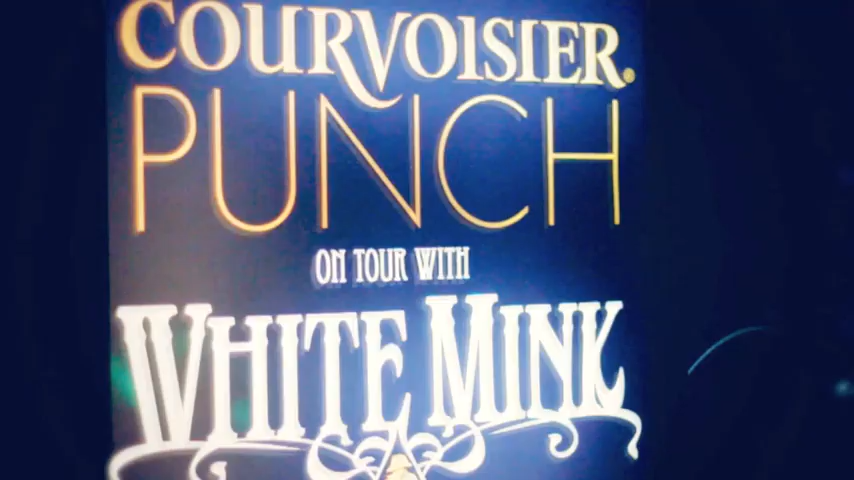 COURVOISIER.
PUNCH
ON TOUR WITH
WHITE MINK